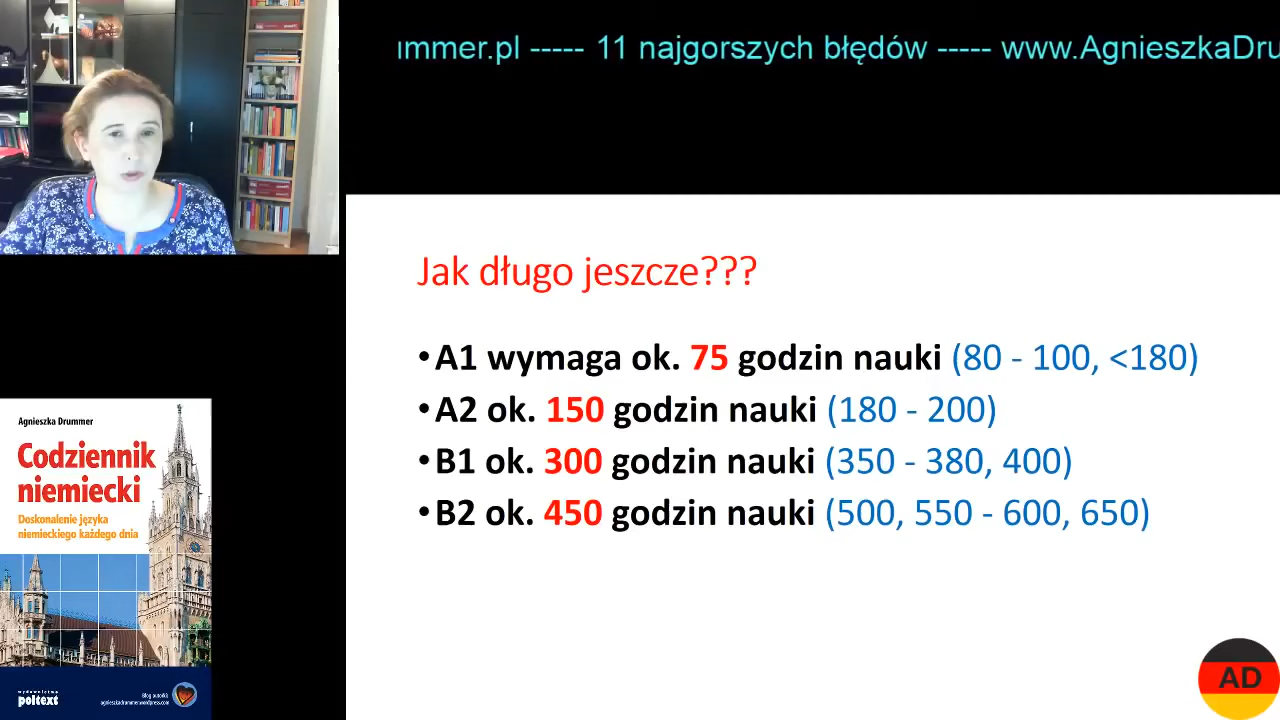 ımmer.pl ----- 11 najgorszych błędów ----- www.AgnieszkaDru
Jak długo jeszcze???
•A1 wymaga ok. 75 godzin nauki (80 - 100, <180)
•A2 ok. 150 godzin nauki (180 - 200)
•B1 ok. 300 godzin nauki (350 - 380, 400)
•B2 ok. 450 godzin nauki (500, 550 - 600, 650)
Agnieszka Drummer
Codziennik
niemiecki
Doskonalenie języka
niemieckiego każdego dnia
wydawnictwo
poltext
Blog autorki:
agnieszkadrummer.wordpress.com
AD